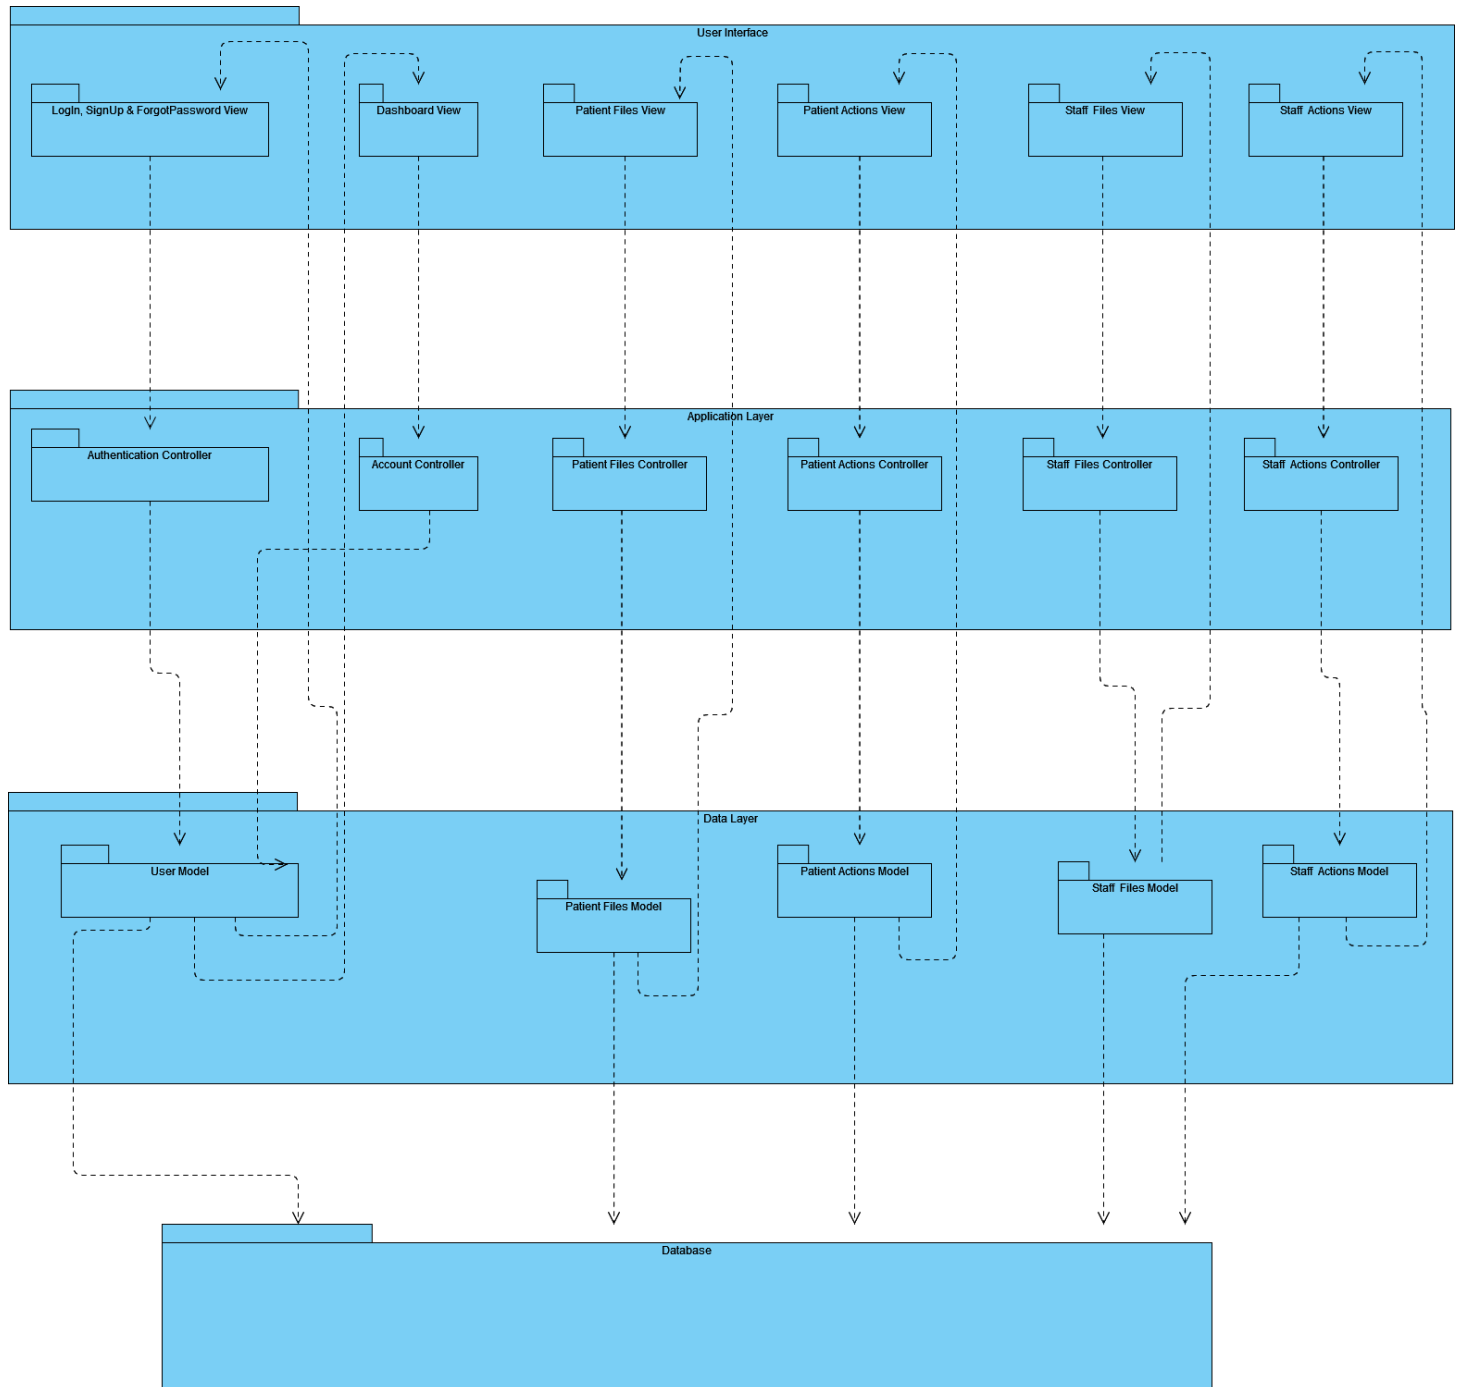 User Interface
LogIn, SignUp & ForgotPassword View
Dashboard View
Patient Files View
Patient Actions View
Staff Files View
Staff Actions View
Application Layer
Authentication Controller
Account Controller
Patient Files Controller
Patient Actions Controller
Staff Files Controller
Staff Actions Controller
Data Layer
User Model
Patient Files Model
Patient Actions Model
Staff Files Model
Staff Actions Model
Database